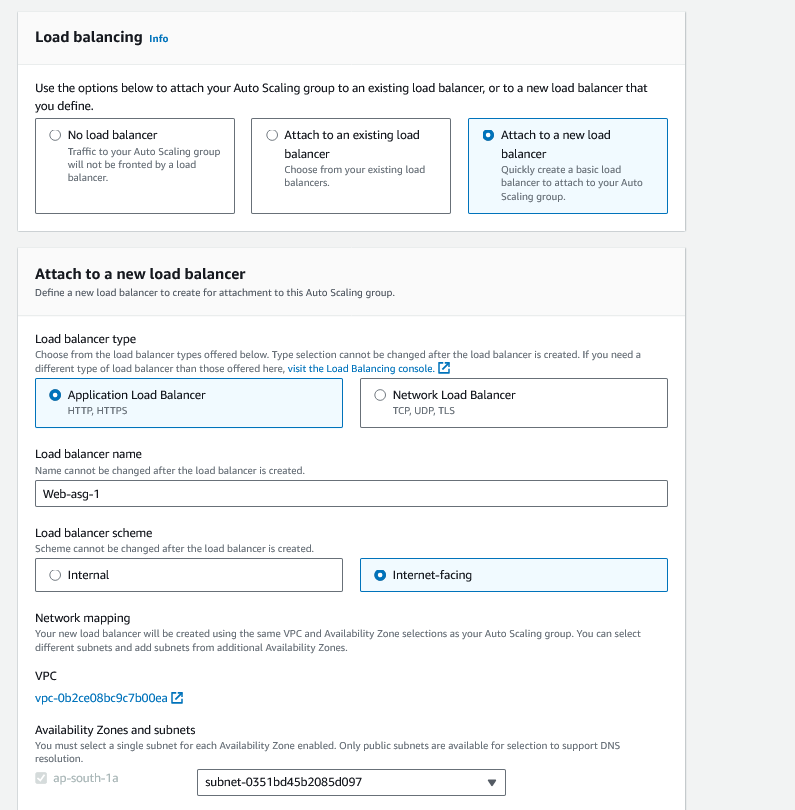 Load balancing Info
Use the options below to attach your Auto Scaling group to an existing load balancer, or to a new load balancer that
you define.
No load balancer
Traffic to your Auto Scaling group
will not be fronted by a load
balancer.
Attach to an existing load
balancer
Choose from your existing load
balancers.
Attach to a new load
balancer
Quickly create a basic load
balancer to attach to your Auto
Scaling group.
Attach to a new load balancer
Define a new load balancer to create for attachment to this Auto Scaling group.
Load balancer type
Choose from the load balancer types offered below. Type selection cannot be changed after the load balancer is created. If you need a
different type of load balancer than those offered here, visit the Load Balancing console.
Application Load Balancer
HTTP, HTTPS
Network Load Balancer
TCP, UDP, TLS
Load balancer name
Name cannot be changed after the load balancer is created.
Web-asg-1
Load balancer scheme
Scheme cannot be changed after the load balancer is created.
Internal
Internet-facing
Network mapping
Your new load balancer will be created using the same VPC and Availability Zone selections as your Auto Scaling group. You can select
different subnets and add subnets from additional Availability Zones.
VPC
vpc-0b2ce08bc9c7b00ea
Availability Zones and subnets
You must select a single subnet for each Availability Zone enabled. Only public subnets are available for selection to support DNS
resolution.
ap-south-1a
subnet-0351bd45b2085d097